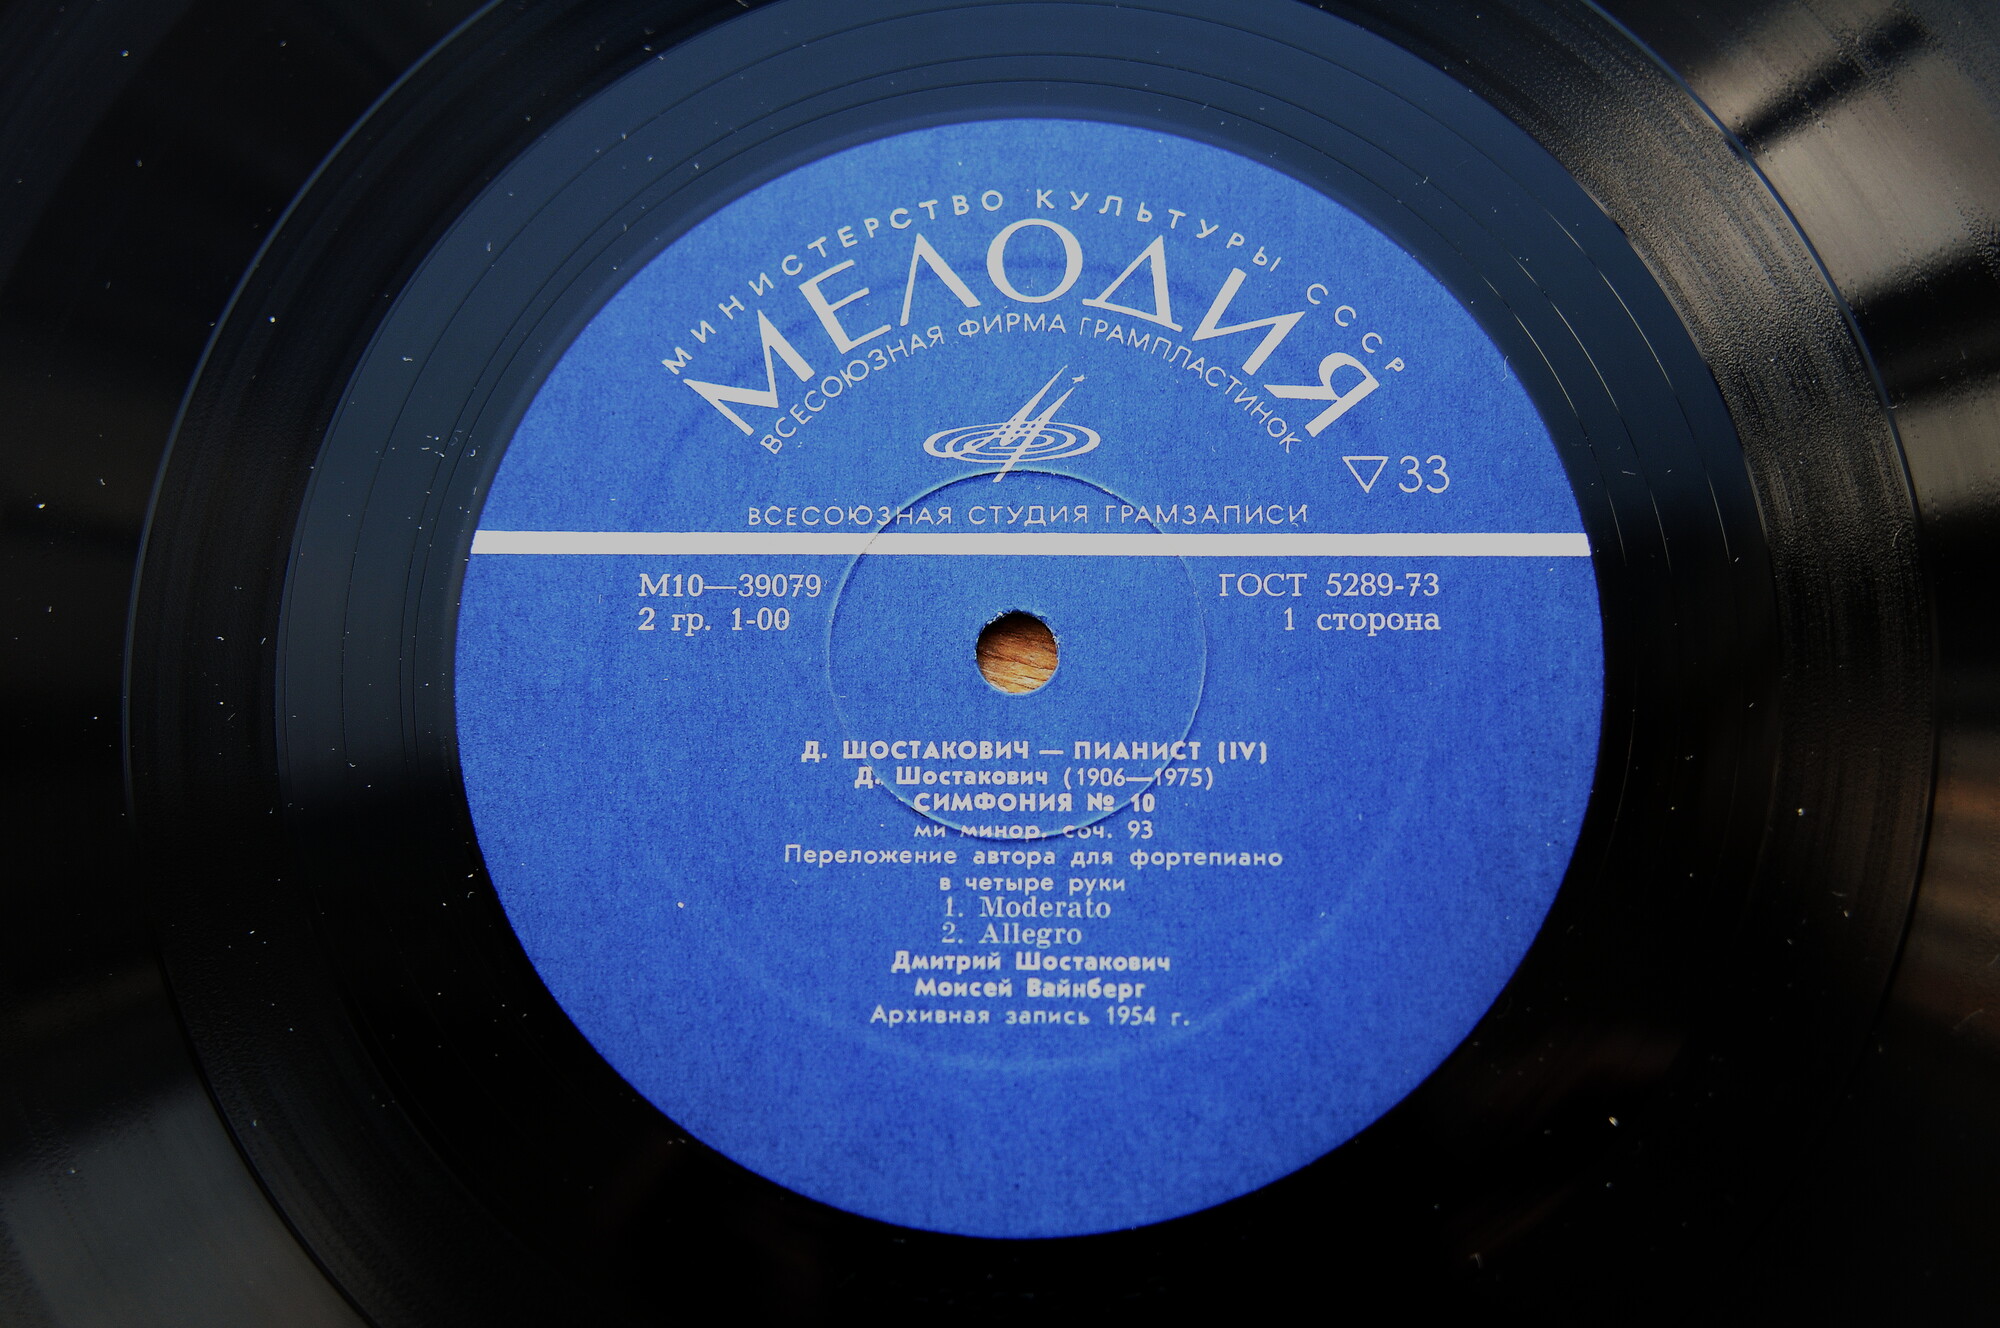 МИНИСТЕРСТВО КУЛЬТУРЫ СССР
МЕЛОДИЯ
ВСЕСОЮЗНАЯ ФИРМА ГРАМПЛАСТИНОК
▽33
ВСЕСОЮЗНАЯ СТУДИЯ ГРАМЗАПИСИ
М10—39079
ГОСТ 5289-73
2 гр. 1-00
1 сторона
Д. ШОСТАКОВИЧ — ПИАНИСТ (IV)
Д. Шостакович (1906—1975)
СИМФОНИЯ № 10
ми минор, соч. 93
Переложение автора для фортепиано
в четыре руки
1. Moderato
2. Allegro
Дмитрий Шостакович
Моисей Вайнберг
Архивная запись 1954 г.